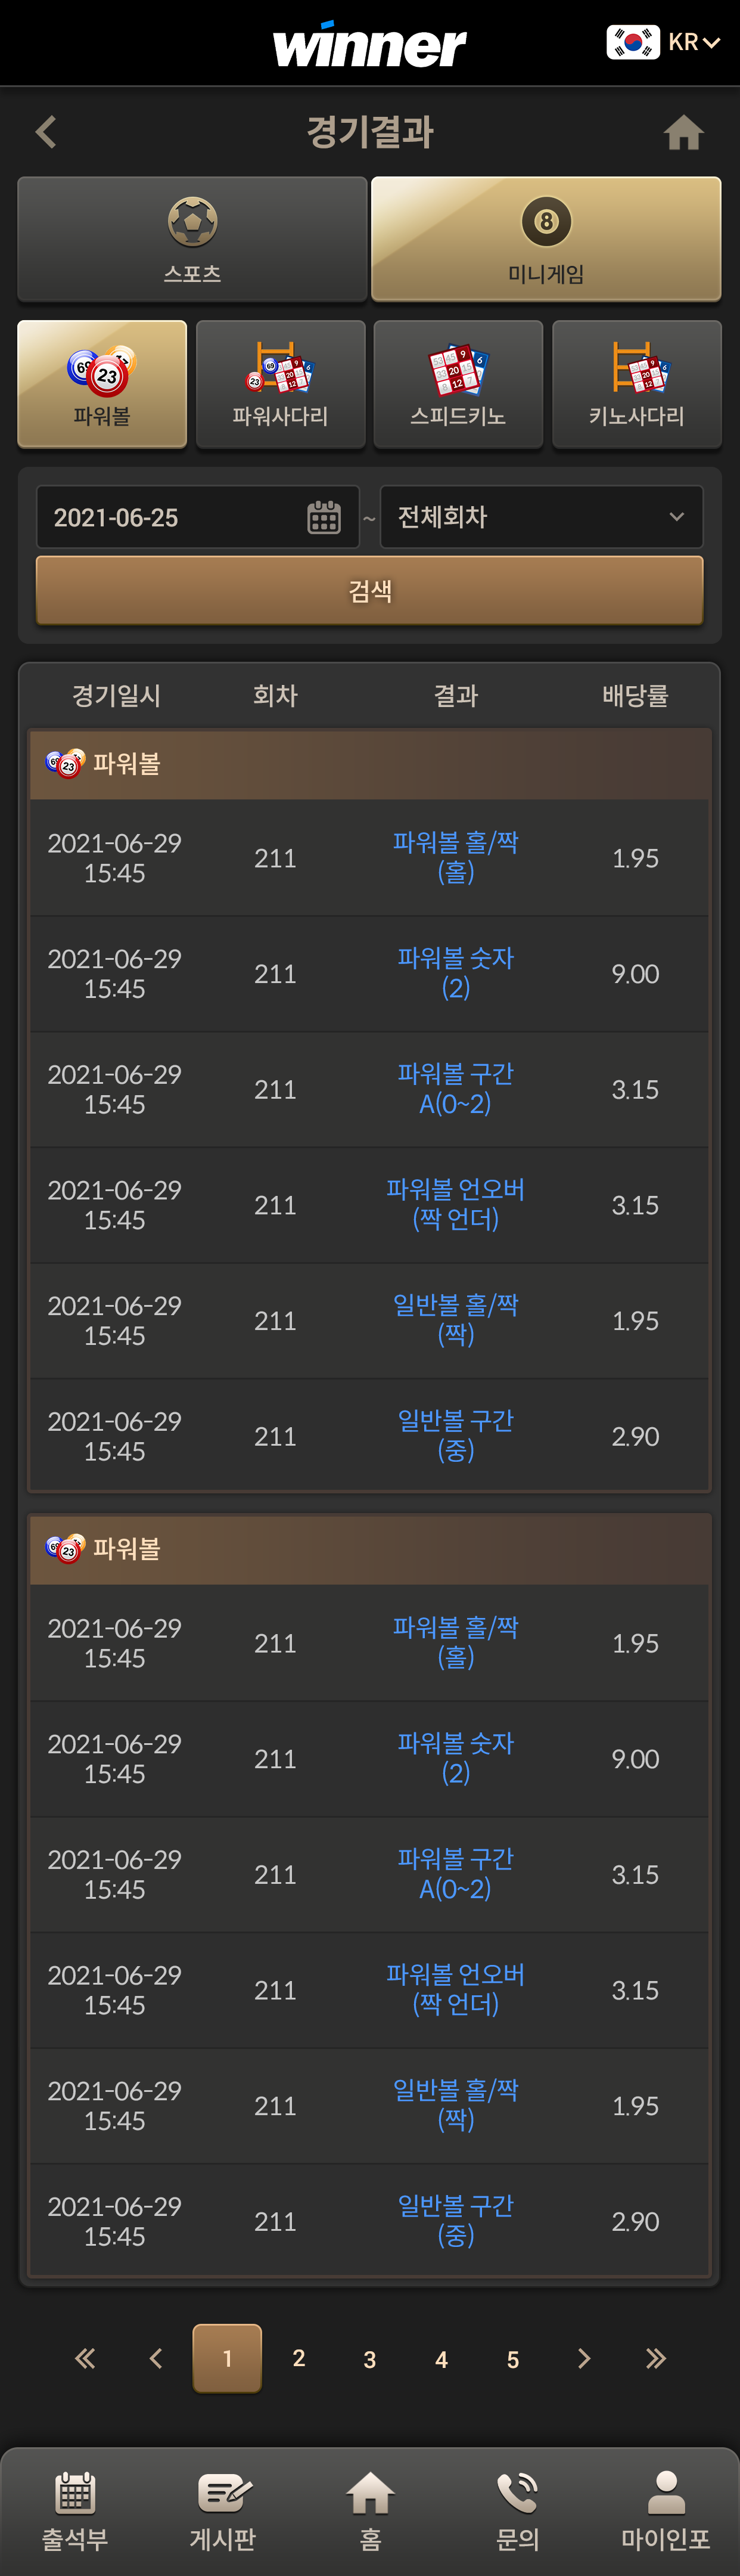 winner
KR
경기결과
8
스포츠
미니게임
파워볼
파워사다리
스피드키노
키노사다리
2021-06-25
~
전체회차
검색
경기일시 회차 결과 배당률
파워볼
2021-06-29 15:45 211 파워볼 홀/짝 (홀) 1.95
2021-06-29 15:45 211 파워볼 숫자 (2) 9.00
2021-06-29 15:45 211 파워볼 구간 A(0~2) 3.15
2021-06-29 15:45 211 파워볼 언오버 (짝 언더) 3.15
2021-06-29 15:45 211 일반볼 홀/짝 (짝) 1.95
2021-06-29 15:45 211 일반볼 구간 (중) 2.90
파워볼
2021-06-29 15:45 211 파워볼 홀/짝 (홀) 1.95
2021-06-29 15:45 211 파워볼 숫자 (2) 9.00
2021-06-29 15:45 211 파워볼 구간 A(0~2) 3.15
2021-06-29 15:45 211 파워볼 언오버 (짝 언더) 3.15
2021-06-29 15:45 211 일반볼 홀/짝 (짝) 1.95
2021-06-29 15:45 211 일반볼 구간 (중) 2.90
1 2 3 4 5
출석부 게시판 홈 문의 마이인포